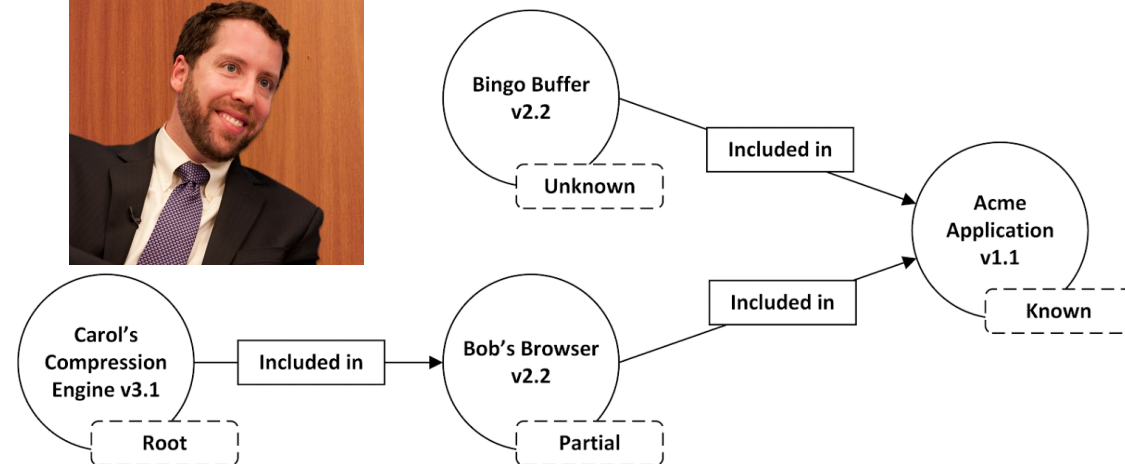 Bingo Buffer
v2.2
Unknown
Included in
Acme
Application
v1.1
Known
Carol’s
Compression
Engine v3.1
Root
Included in
Bob’s Browser
v2.2
Partial
Included in